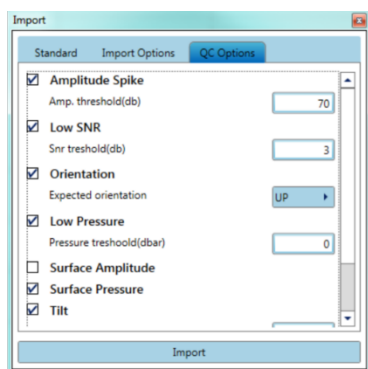 Import
Standard Import Options QC Options
Amplitude Spike
Amp. threshold(db) 70
Low SNR
Snr treshold(db) 3
Orientation
Expected orientation UP
Low Pressure
Pressure treshoold(dbar) 0
Surface Amplitude
Surface Pressure
Tilt
Import